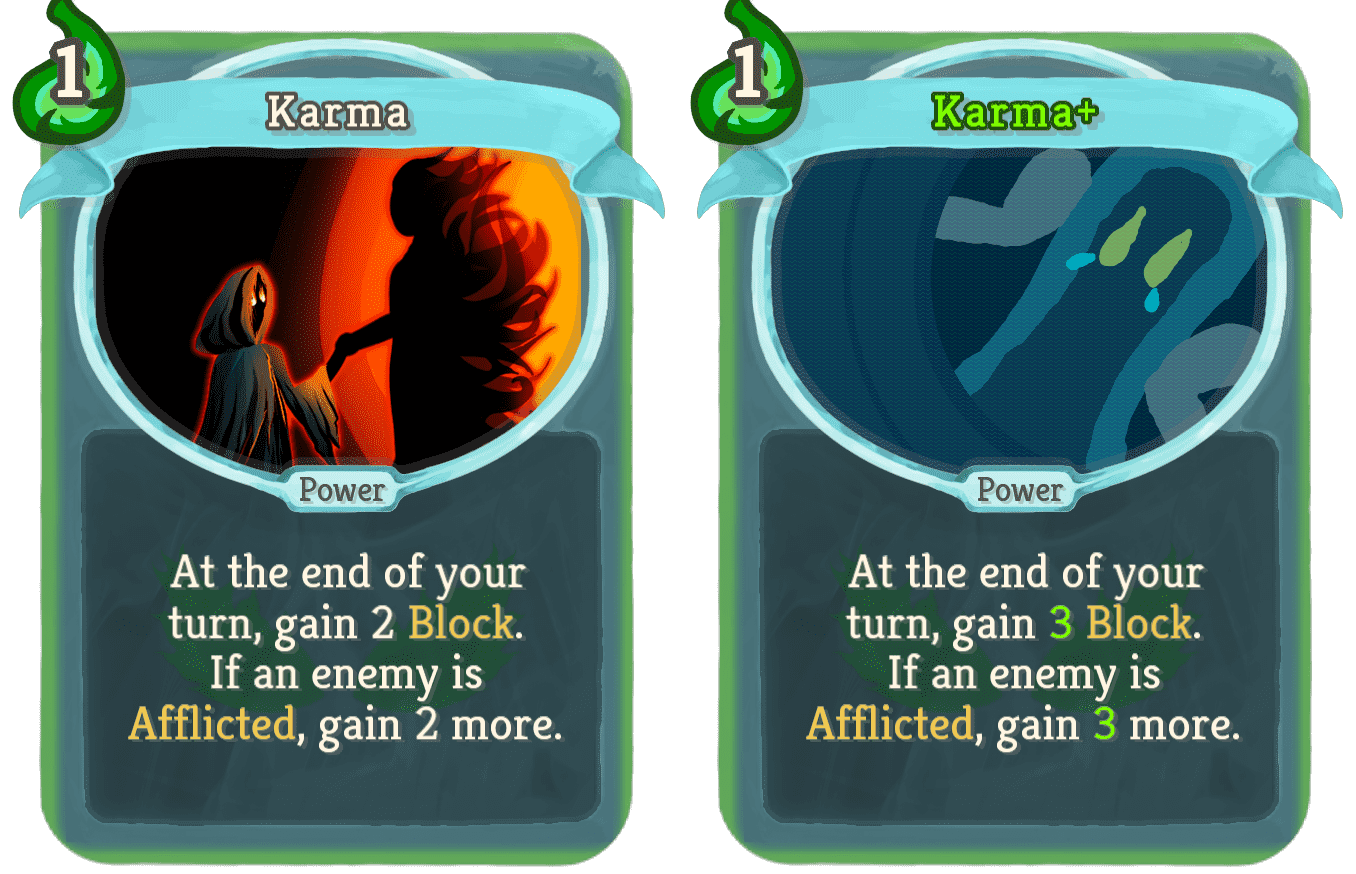 1
Karma
Power
At the end of your
turn, gain 2 Block.
If an enemy is
Afflicted, gain 2 more.
1
Karma+
Power
At the end of your
turn, gain 3 Block.
If an enemy is
Afflicted, gain 3 more.